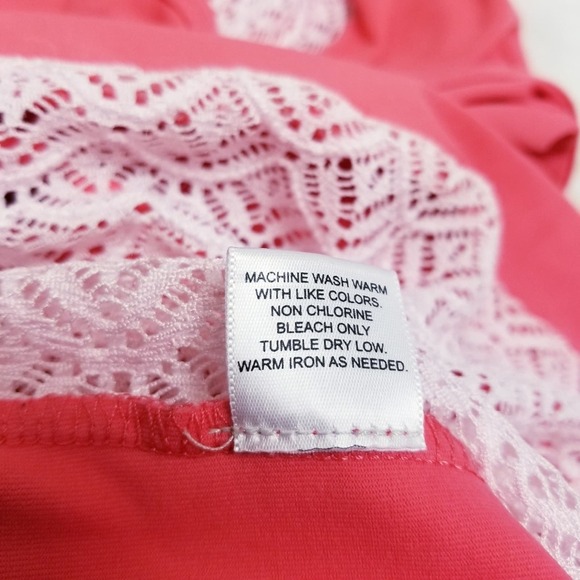 MACHINE WASH WARM
WITH LIKE COLORS.
NON CHLORINE
BLEACH ONLY
TUMBLE DRY LOW.
WARM IRON AS NEEDED.